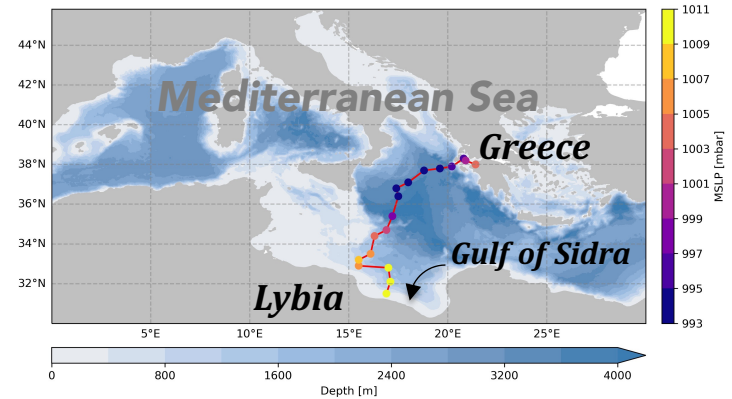 44°N
42°N
40°N
38°N
36°N
34°N
32°N
Mediterranean Sea
Greece
Gulf of Sidra
Lybia
5°E 10°E 15°E 20°E 25°E
0 800 1600 2400 3200 4000
Depth [m]
1011
1009
1007
1005
1003
1001
999
997
995
993
MSLP [mbar]